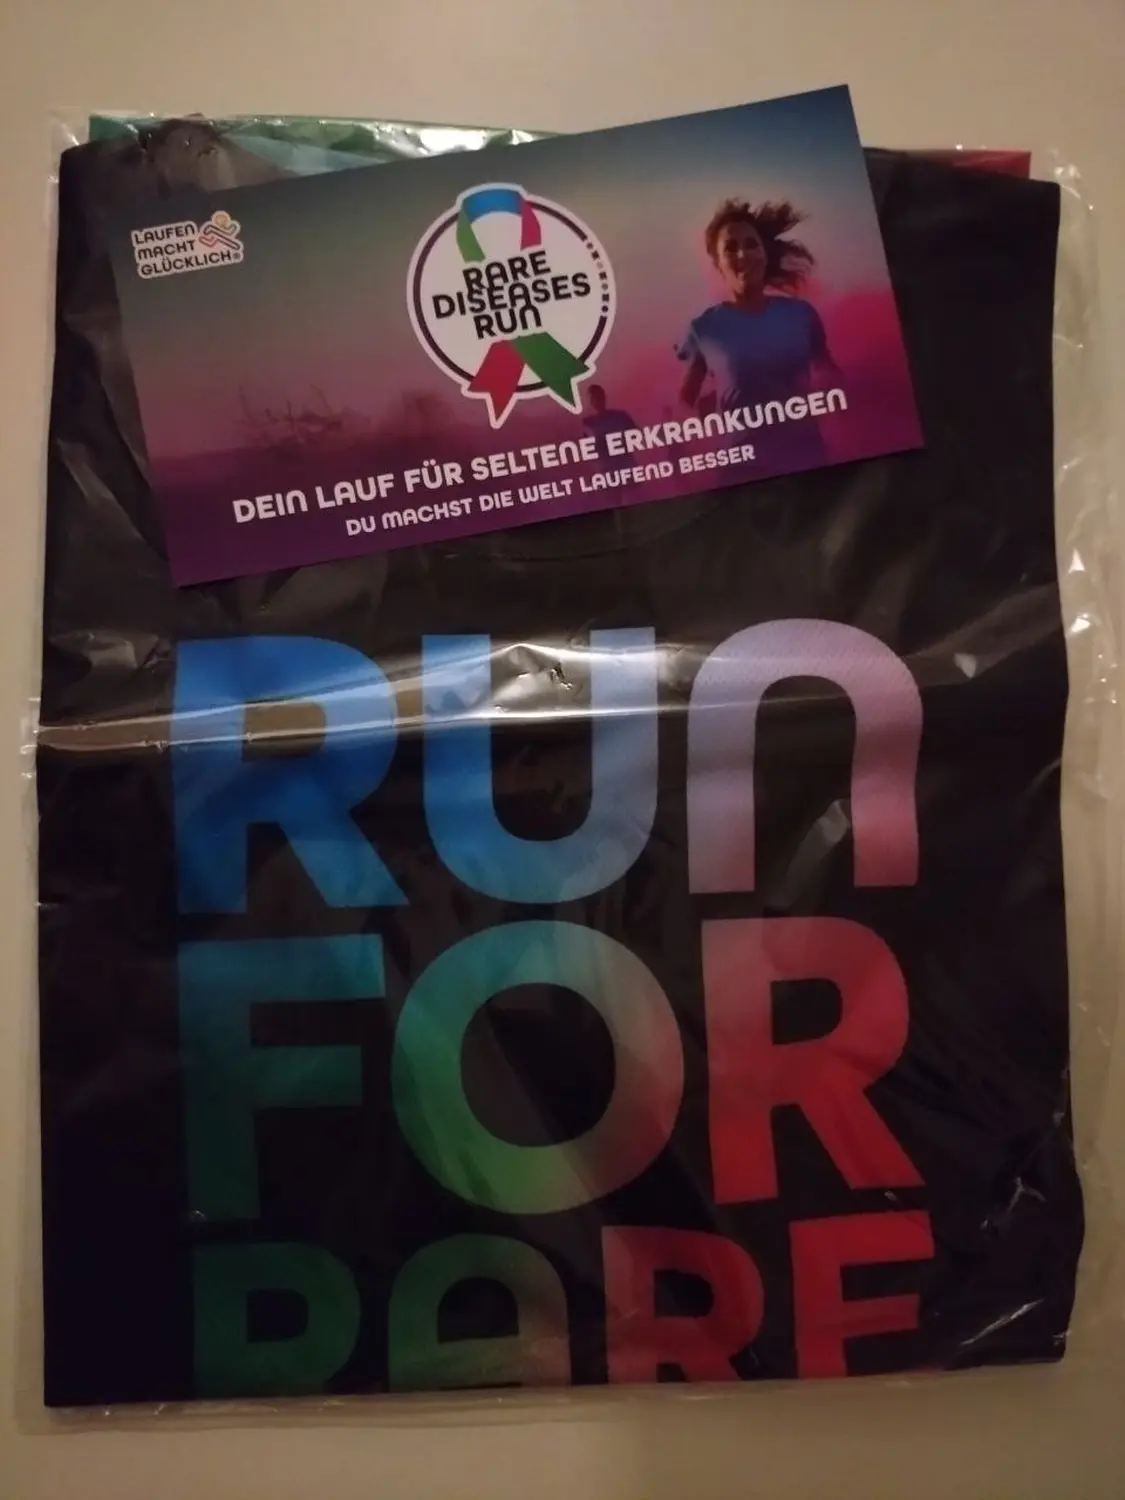 LAUFEN
MACHT
GLÜCKLICH®
RARE
DISEASES
RUN
DEIN LAUF FÜR SELTENE ERKRANKUNGEN
DU MACHST DIE WELT LAUFEND BESSER
RUN
FOR
RARE